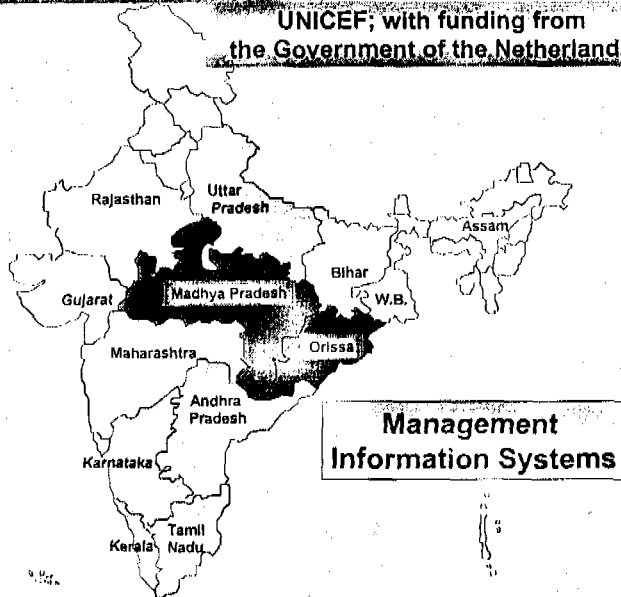 UNICEF; with funding from
the Government of the Netherland
Rajasthan
Uttar
Pradesh
Assam
Bihar
Gujarat
Madhya Pradesh
W.B.
Maharashtra
Orissa
Andhra
Pradesh
Management
Information Systems
Karnataka
Tamil
Nadu
Kerala